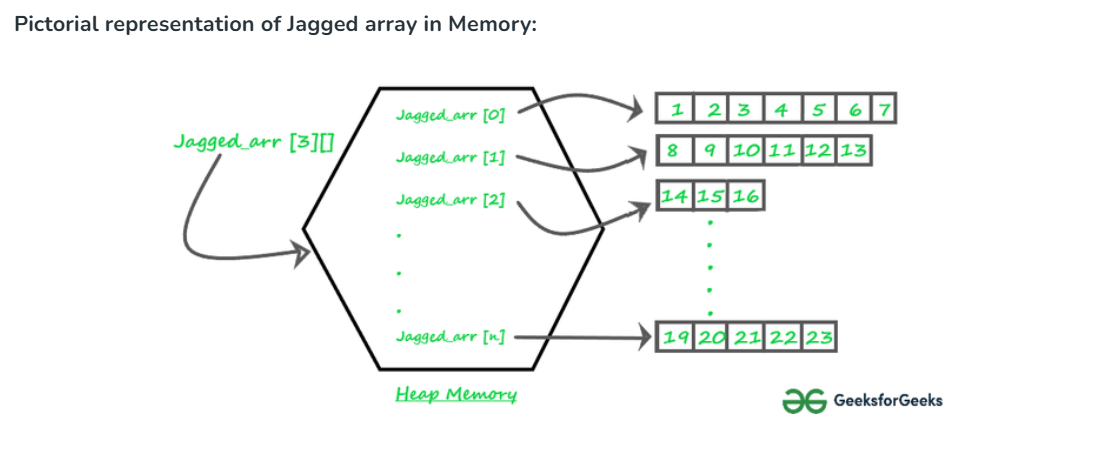 Pictorial representation of Jagged array in Memory:
Jagged_arr [3][]
Jagged_arr [0]
1 2 3 4 5 6 7
Jagged_arr [1]
8 9 10 11 12 13
Jagged_arr [2]
14 15 16
Jagged_arr [n]
19 20 21 22 23
Heap Memory
GeeksforGeeks